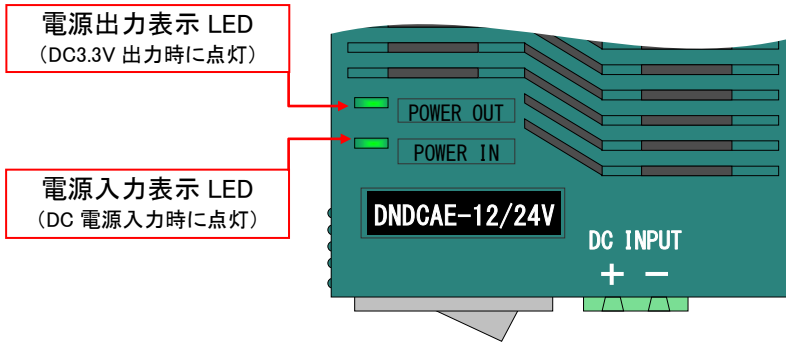 電源出力表示 LED
（DC3.3V 出力時に点灯）
POWER OUT
POWER IN
電源入力表示 LED
（DC 電源入力時に点灯）
DNDCAE-12/24V
DC INPUT
+ −